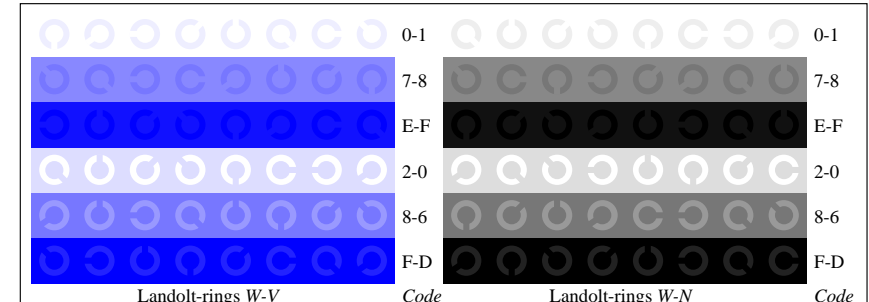 0-1 0-1
7-8 7-8
E-F E-F
2-0 2-0
8-6 8-6
F-D F-D
Landolt-rings W-V Code Landolt-rings W-N Code